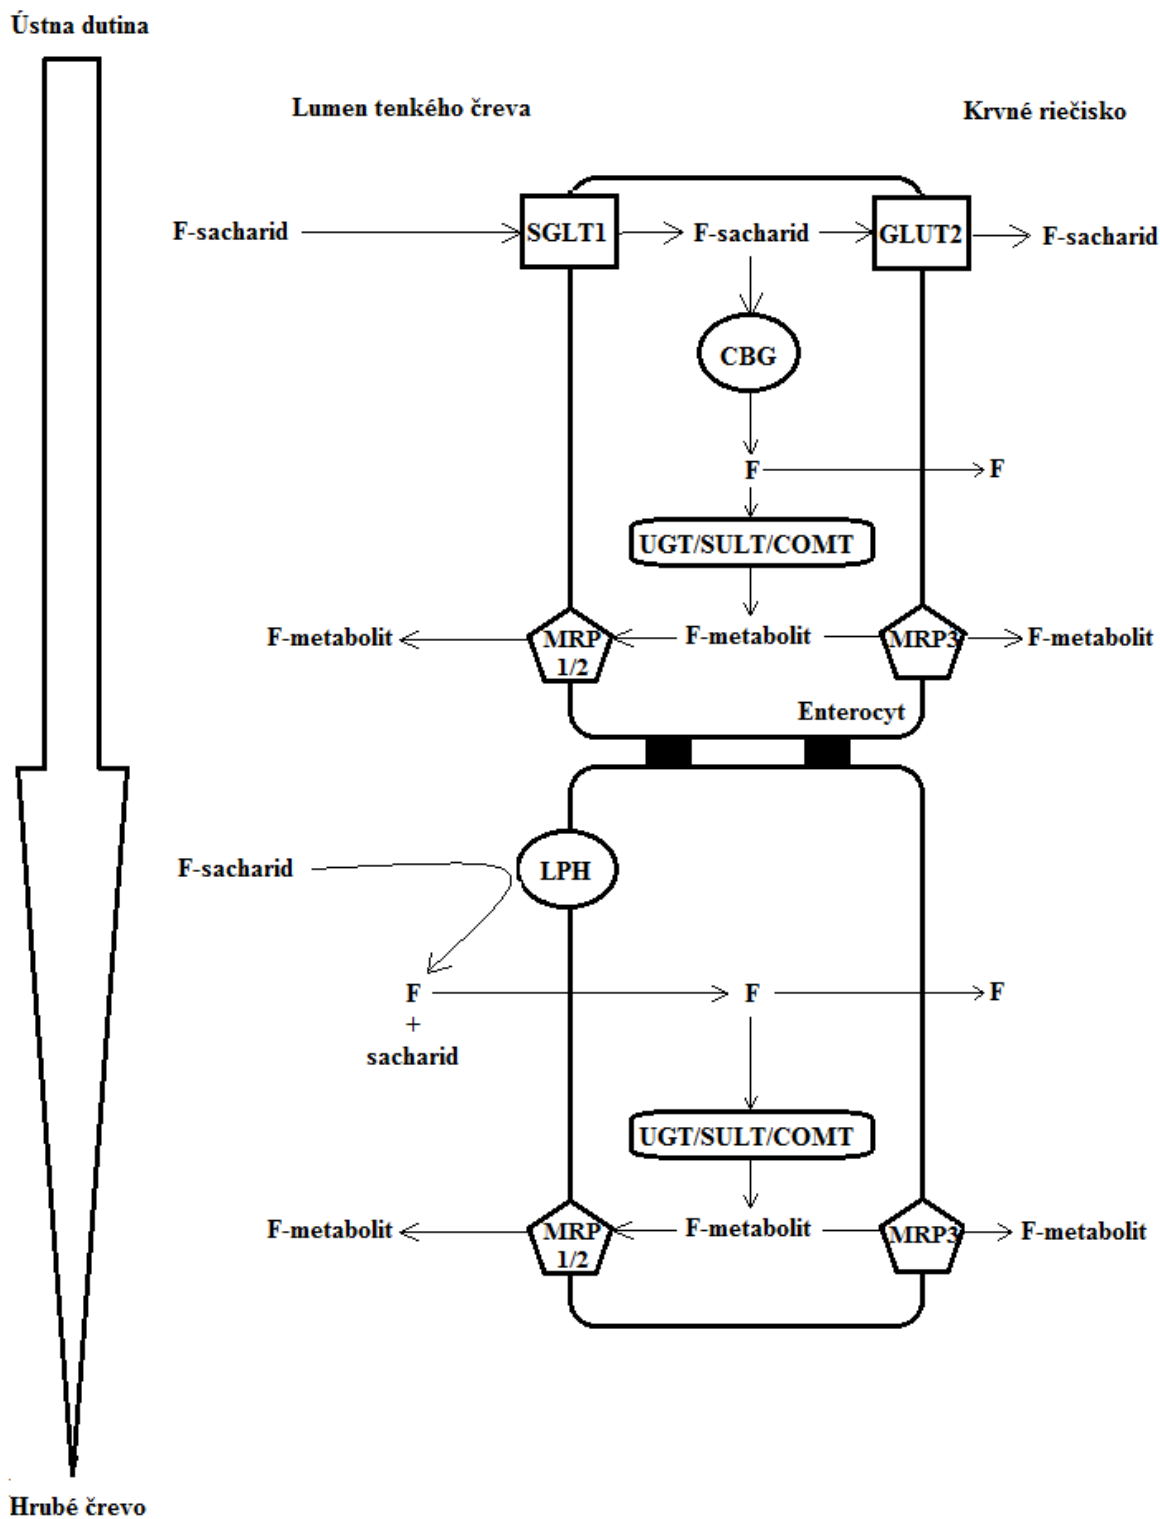 Ústna dutina
Lumen tenkého čreva
Krvné riečisko
F-sacharid
SGLT1
F-sacharid
GLUT2
F-sacharid
CBG
F
F
UGT/SULT/COMT
F-metabolit
MRP
1/2
F-metabolit
MRP3
F-metabolit
Enterocyt
F-sacharid
LPH
F
+
sacharid
F
F
UGT/SULT/COMT
F-metabolit
MRP
1/2
F-metabolit
MRP3
F-metabolit
Hrubé črevo